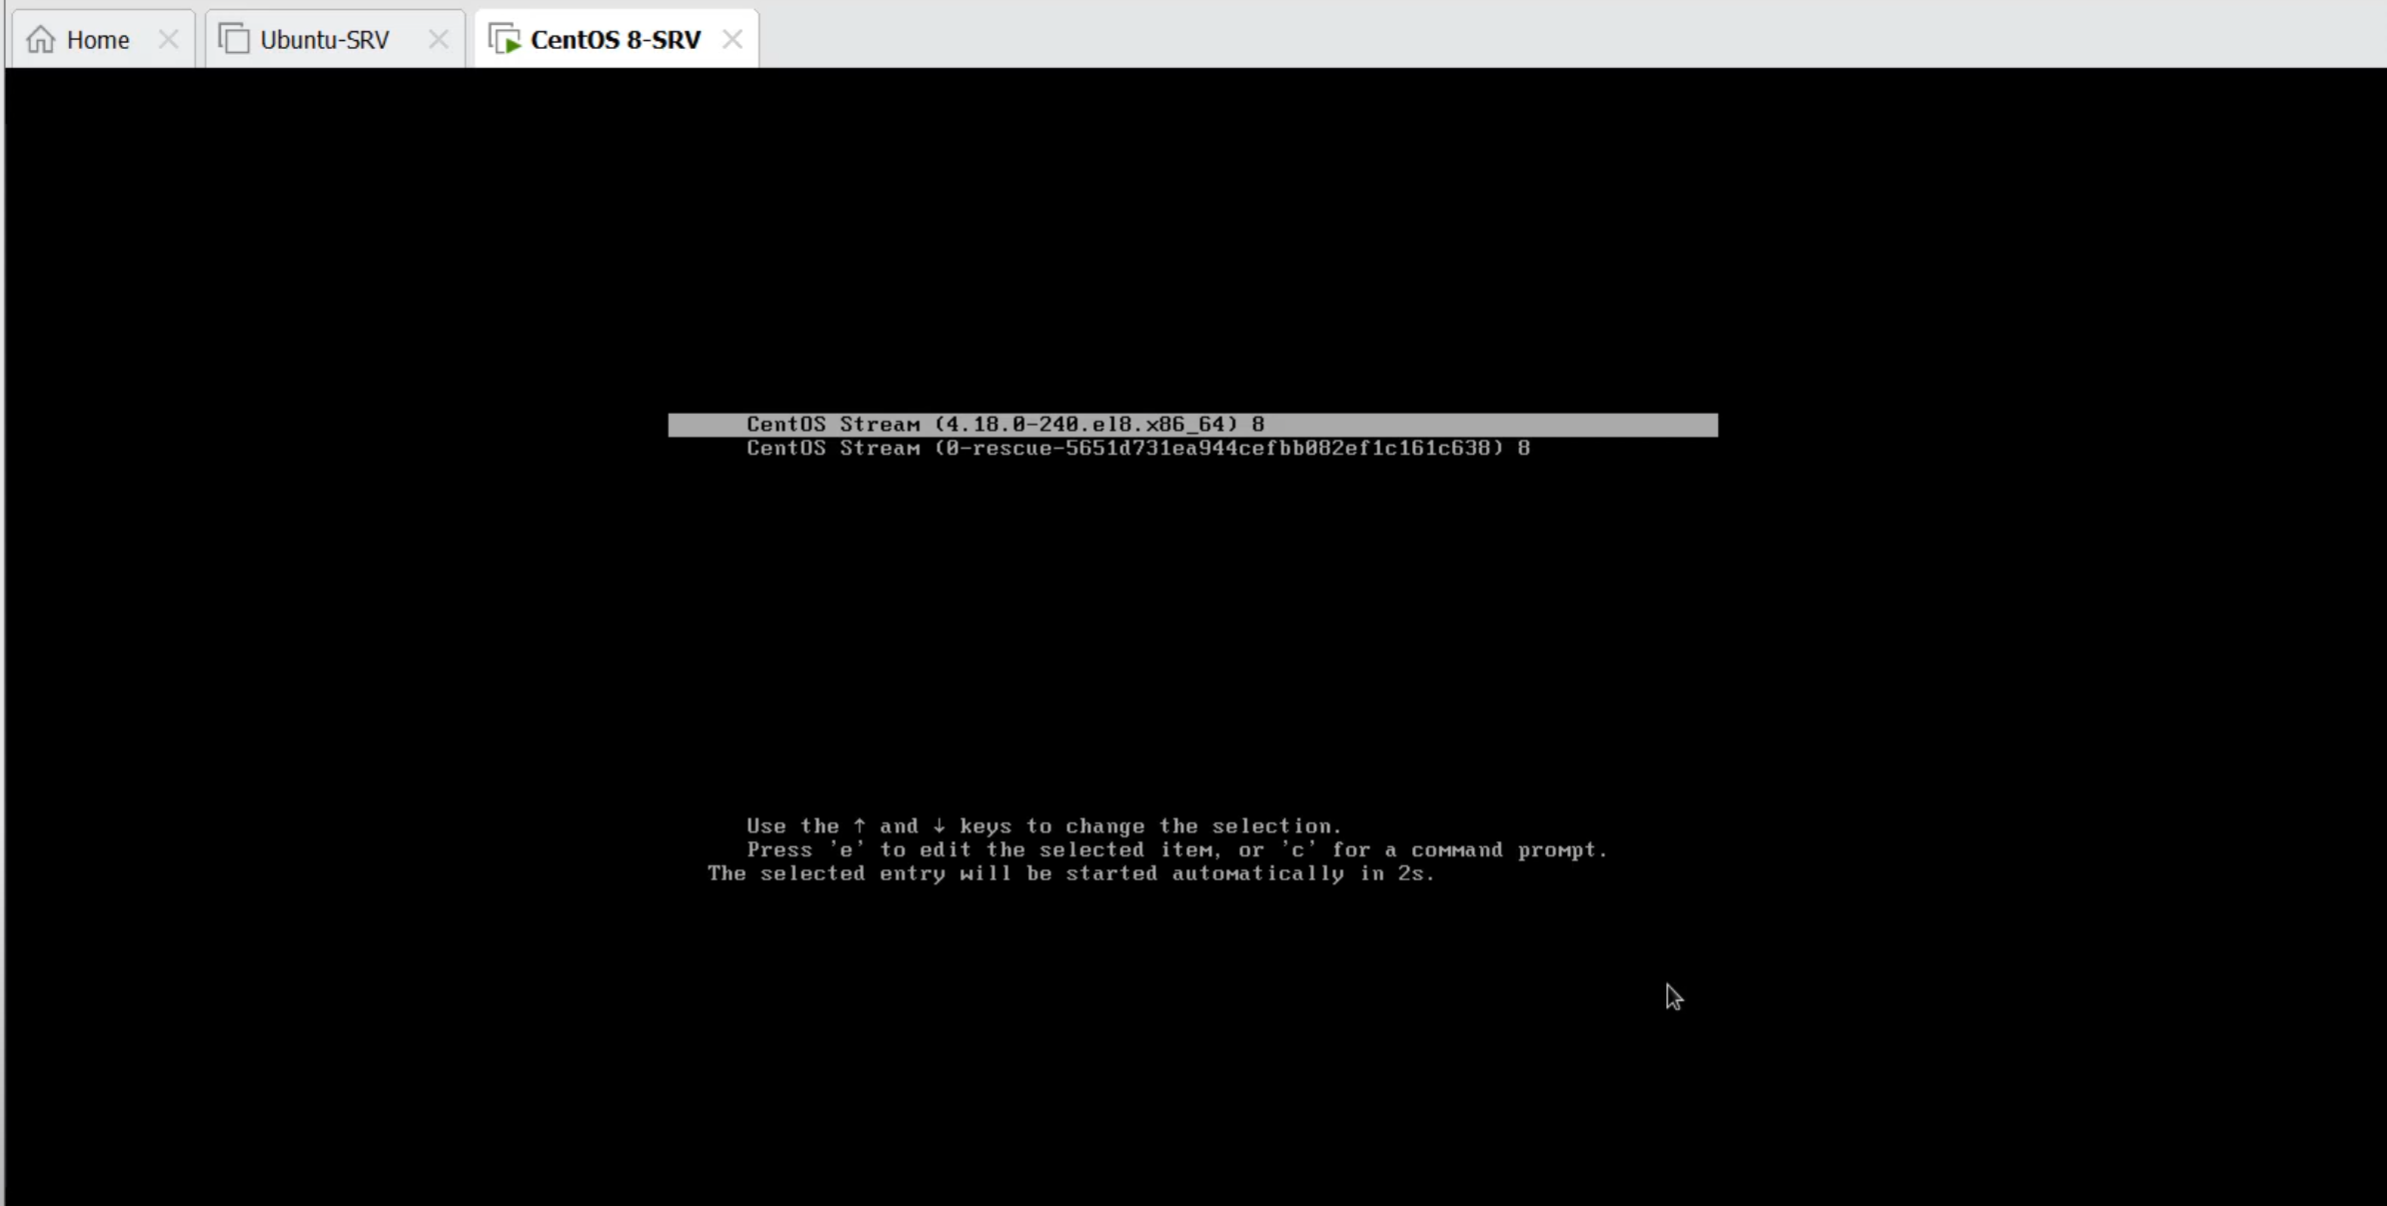 Home
Ubuntu-SRV
CentOS 8-SRV
CentOS Stream (4.18.0-240.el8.x86_64) 8
CentOS Stream (0-rescue-5651d731ea944cefbb082ef1c161c638) 8
Use the ↑ and ↓ keys to change the selection.
Press 'e' to edit the selected item, or 'c' for a command prompt.
The selected entry will be started automatically in 2s.